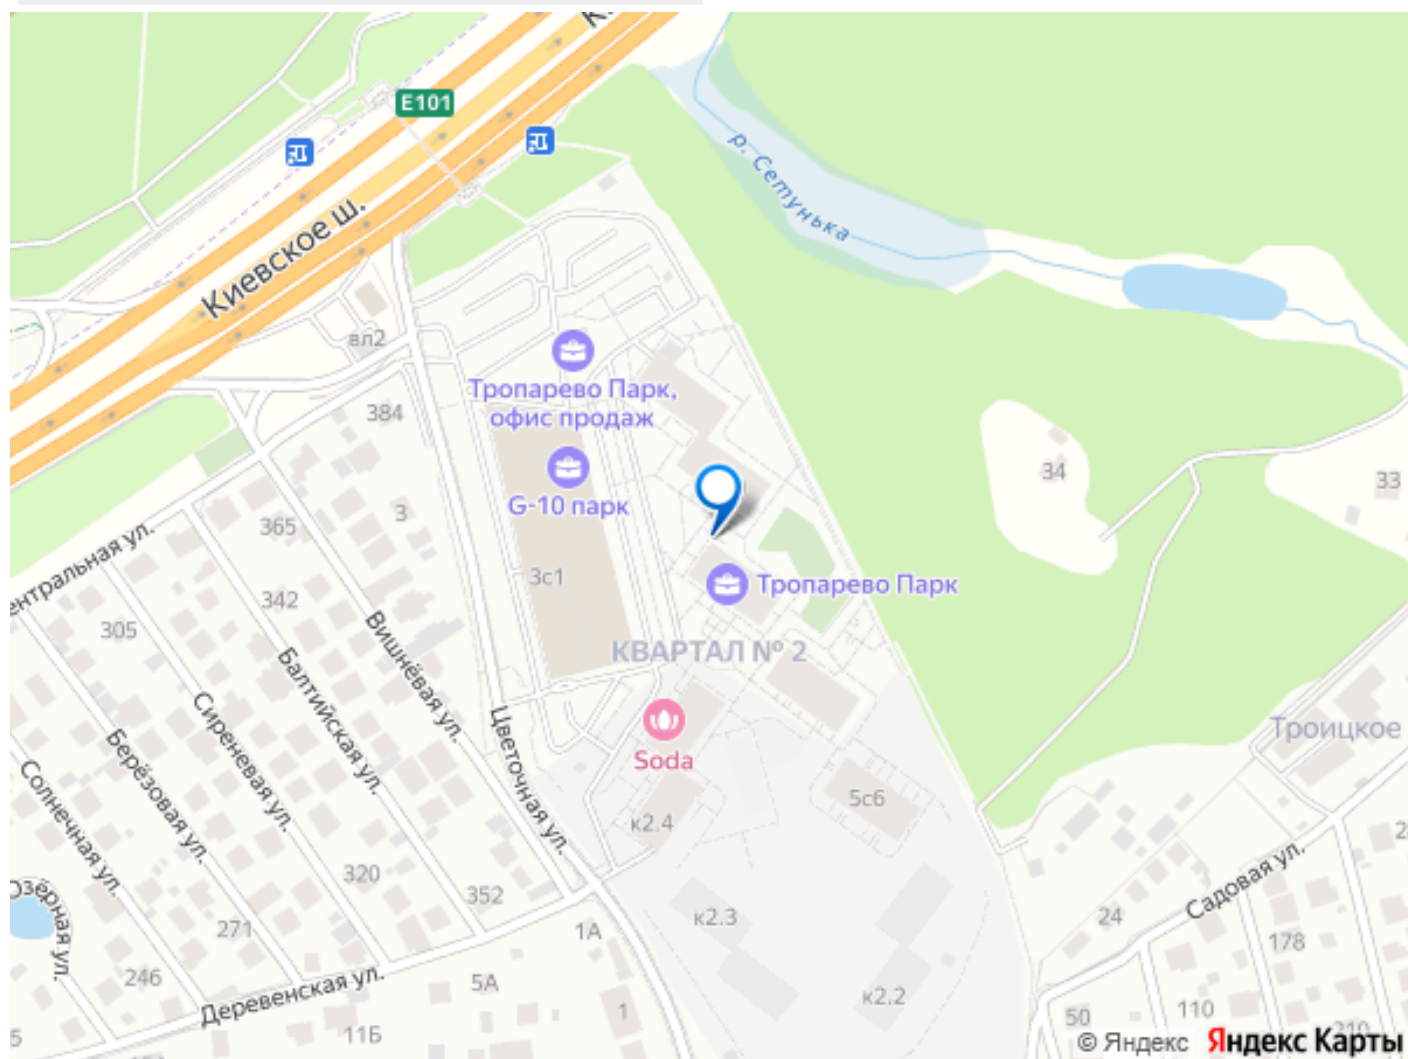 E101
Киевское ш.
р. Сетунька
вл2
Тропарево Парк,
офис продаж
384
G-10 парк
34
33
365
3
Центральная ул.
3с1
Тропарево Парк
342
305
КВАРТАЛ № 2
Вишнёвая ул.
Балтийская ул.
Сиреневая ул.
Берёзовая ул.
Солнечная ул.
Цветочная ул.
Soda
Троицкое
5с6
к2.4
320
352
Озёрная ул.
Садовая ул.
271
1А
к2.3
24
178
246
5А
Деревенская ул.
к2.2
11Б
1
50
110
210
© Яндекс Яндекс Карты